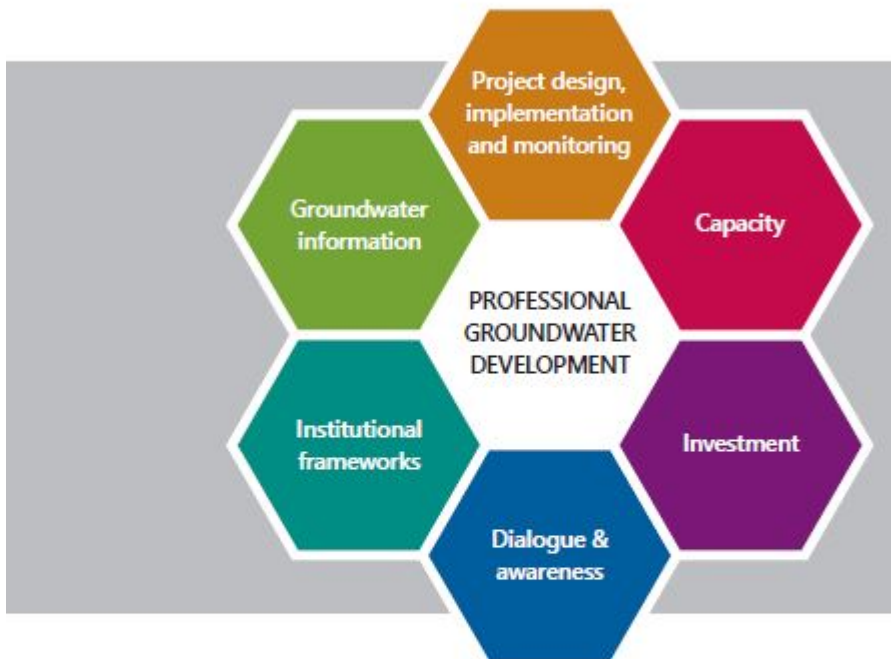 Project design,
implementation
and monitoring
Groundwater
information
Capacity
PROFESSIONAL
GROUNDWATER
DEVELOPMENT
Institutional
frameworks
Investment
Dialogue &
awareness